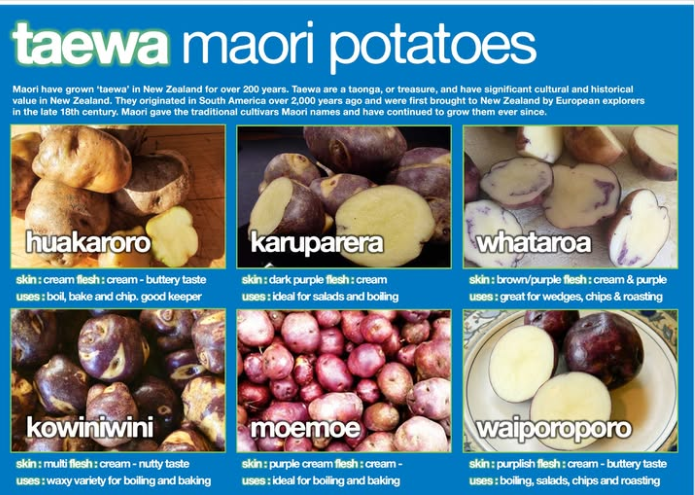 taewa maori potatoes
Maori have grown ‘taewa’ in New Zealand for over 200 years. Taewa are a taonga, or treasure, and have significant cultural and historical
value in New Zealand. They originated in South America over 2,000 years ago and were first brought to New Zealand by European explorers
in the late 18th century. Maori gave the traditional cultivars Maori names and have continued to grow them ever since.
huakaroro
skin : cream flesh : cream - buttery taste
uses : boil, bake and chip. good keeper
karuparera
skin : dark purple flesh : cream
uses : ideal for salads and boiling
whataroa
skin : brown/purple flesh : cream & purple
uses : great for wedges, chips & roasting
kowiniwini
skin : multi flesh : cream - nutty taste
uses : waxy variety for boiling and baking
moemoe
skin : purple cream flesh : cream -
uses : ideal for boiling and baking
waiporoporo
skin : purplish flesh : cream - buttery taste
uses : boiling, salads, chips and roasting